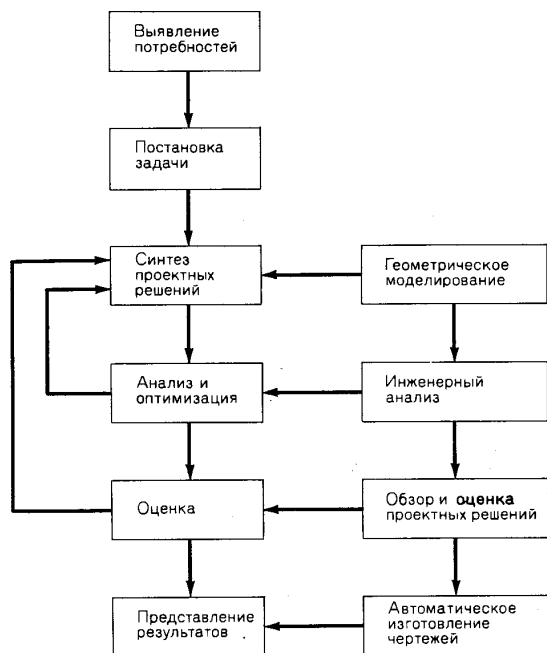 Выявление
потребностей
Постановка
задачи
Синтез
проектных
решений
Геометрическое
моделирование
Анализ и
оптимизация
Инженерный
анализ
Оценка
Обзор и оценка
проектных решений
Представление
результатов
Автоматическое
изготовление
чертежей